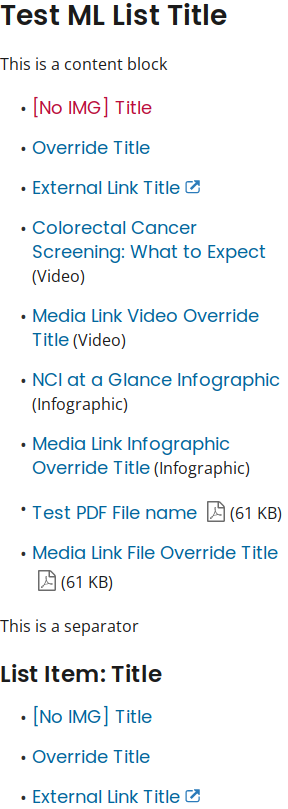 Test ML List Title
This is a content block
• [No IMG] Title
• Override Title
• External Link Title
• Colorectal Cancer
Screening: What to Expect
(Video)
• Media Link Video Override
Title (Video)
• NCI at a Glance Infographic
(Infographic)
• Media Link Infographic
Override Title (Infographic)
• Test PDF File name (61 KB)
• Media Link File Override Title
(61 KB)
This is a separator
List Item: Title
• [No IMG] Title
• Override Title
• External Link Title